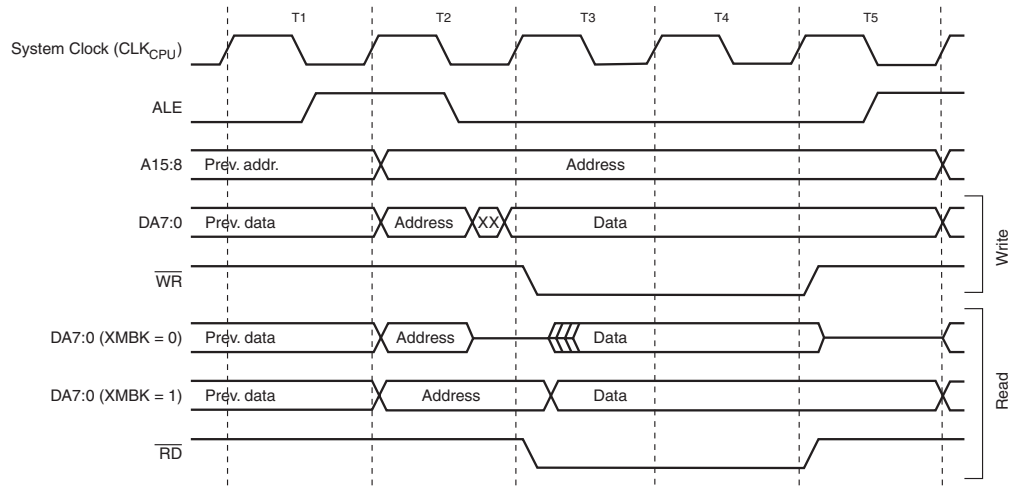 T1 T2 T3 T4 T5
System Clock (CLKCPU)
ALE
A15:8 Prev. addr. Address
DA7:0 Prev. data Address XX Data
WR
Write
DA7:0 (XMBK = 0) Prev. data Address Data
DA7:0 (XMBK = 1) Prev. data Address Data
RD
Read